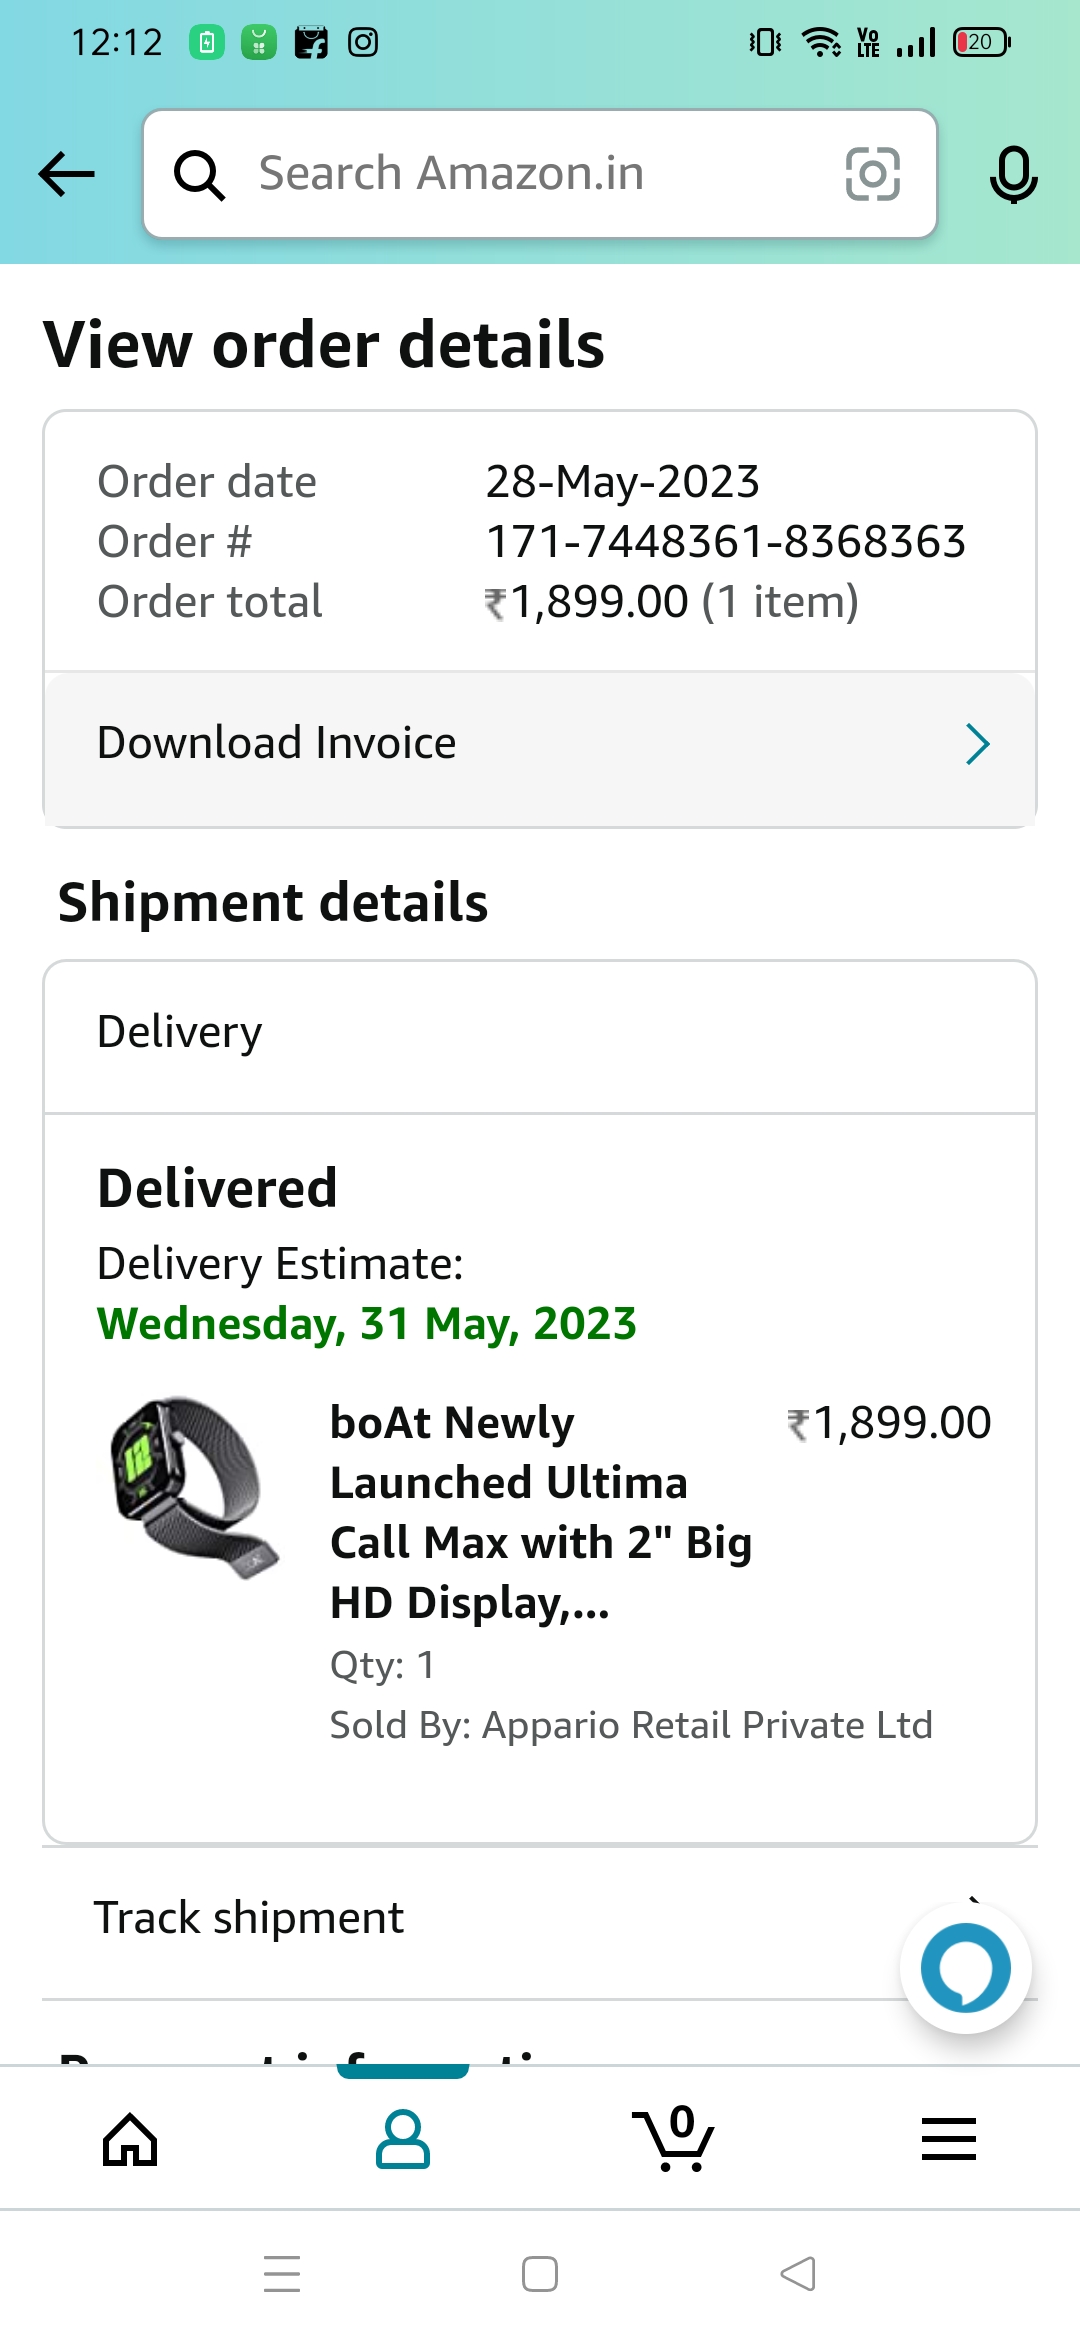 12:12
Vo
LTE
20
Search Amazon.in
View order details
Order date 28-May-2023
Order # 171-7448361-8368363
Order total ₹1,899.00 (1 item)
Download Invoice
Shipment details
Delivery
Delivered
Delivery Estimate:
Wednesday, 31 May, 2023
boAt Newly ₹1,899.00
Launched Ultima
Call Max with 2" Big
HD Display,...
Qty: 1
Sold By: Appario Retail Private Ltd
Track shipment
0